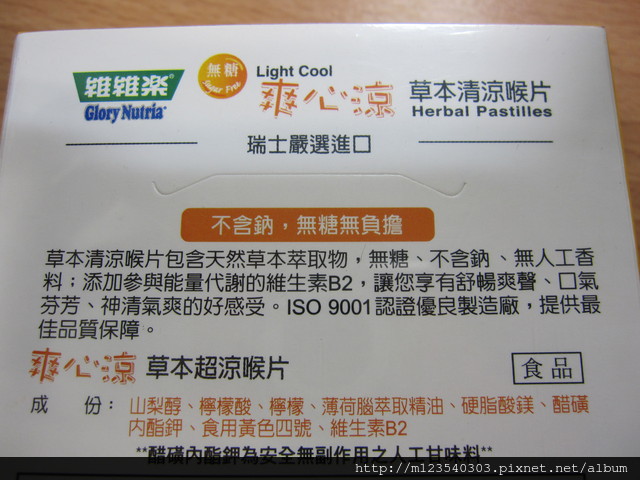 維維楽®
Glory Nutria
無糖
Sugar Free
Light Cool
爽心涼 草本清涼喉片
Herbal Pastilles
瑞士嚴選進口
不含鈉，無糖無負擔
草本清涼喉片包含天然草本萃取物，無糖、不含鈉、無人工香
料；添加參與能量代謝的維生素B2，讓您享有舒暢爽聲、口氣
芬芳、神清氣爽的好感受。ISO 9001認證優良製造廠，提供最
佳品質保障。
爽心涼 草本超涼喉片
食品
成 份：山梨醇、檸檬酸、檸檬、薄荷腦萃取精油、硬脂酸鎂、醋磺
內酯鉀、食用黃色四號、維生素B2
**醋磺內酯鉀為安全無副作用之人工甘味料**
http://m123540303.pixnet.net/album